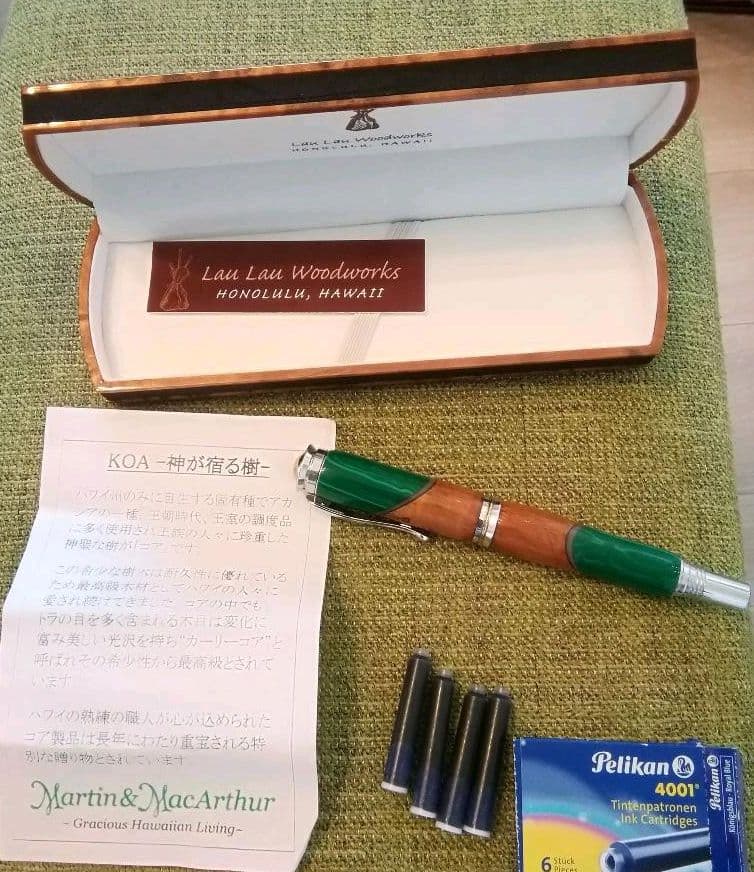 Lau Lau Woodworks
HONOLULU, HAWAII
Lau Lau Woodworks
HONOLULU, HAWAII
KOA -神が宿る樹-
ハワイ州のみに自生する固有種でアカ
シアの一種。王朝時代、王室の調度品
に多く使用され王族の人々に珍重した
神聖な樹が「コア」です。
この希少な樹木は耐久性に優れている
ため最高級木材としてハワイの人々に
愛され続けてきました。コアの中でも
トラの目を多く含まれる木目は変化に
富み美しい光沢を持ち"カーリーコア"と
呼ばれその希少性から最高級とされて
います
ハワイの熟練の職人が心が込められた
コア製品は長年にわたり重宝される特
別な贈り物とされています
Martin&MacArthur
- Gracious Hawaiian Living-
Pelikan
4001®
Tintenpatronen
Ink Cartridges
6 Stück
Pieces
Pelikan
Königsblau · Royal Blue